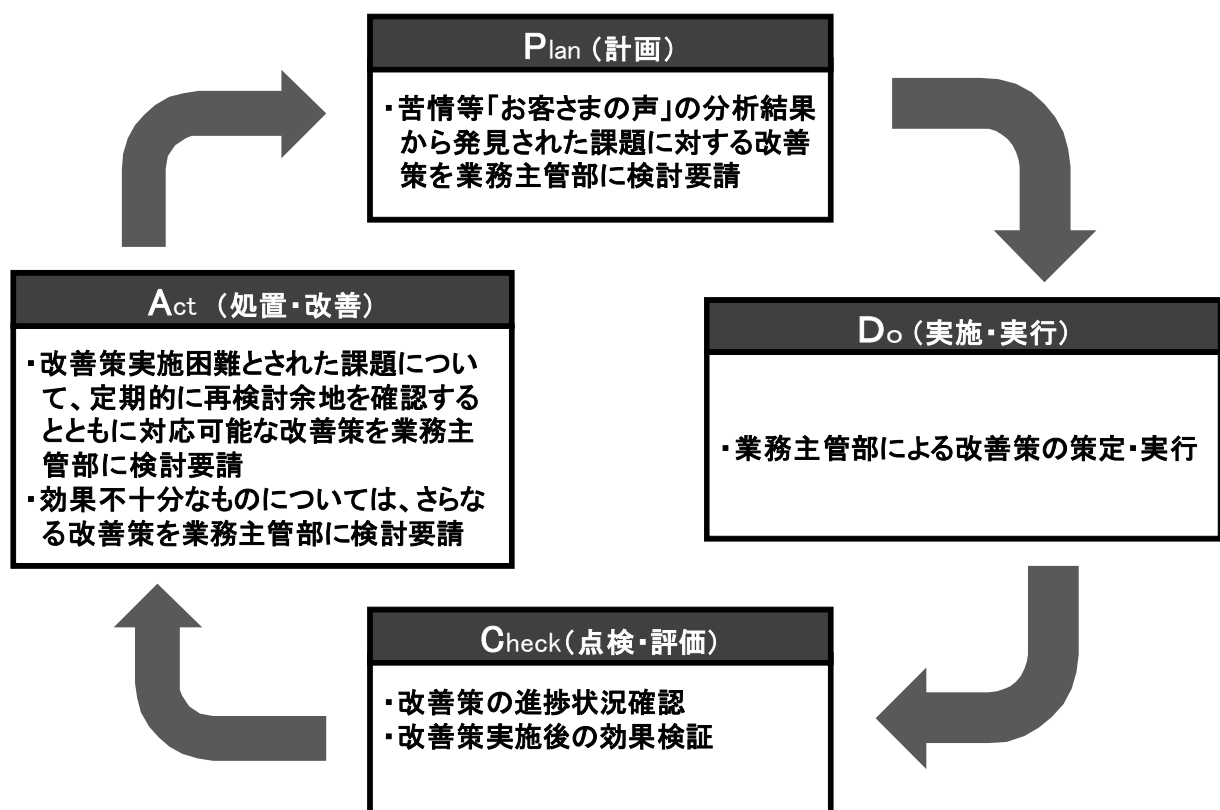 Plan（計画）
・苦情等「お客さまの声」の分析結果
から発見された課題に対する改善
策を業務主管部に検討要請
Do（実施・実行）
・業務主管部による改善策の策定・実行
Check（点検・評価）
・改善策の進捗状況確認
・改善策実施後の効果検証
Act （処置・改善）
・改善策実施困難とされた課題につい
て、定期的に再検討余地を確認する
とともに対応可能な改善策を業務主
管部に検討要請
・効果不十分なものについては、さらな
る改善策を業務主管部に検討要請